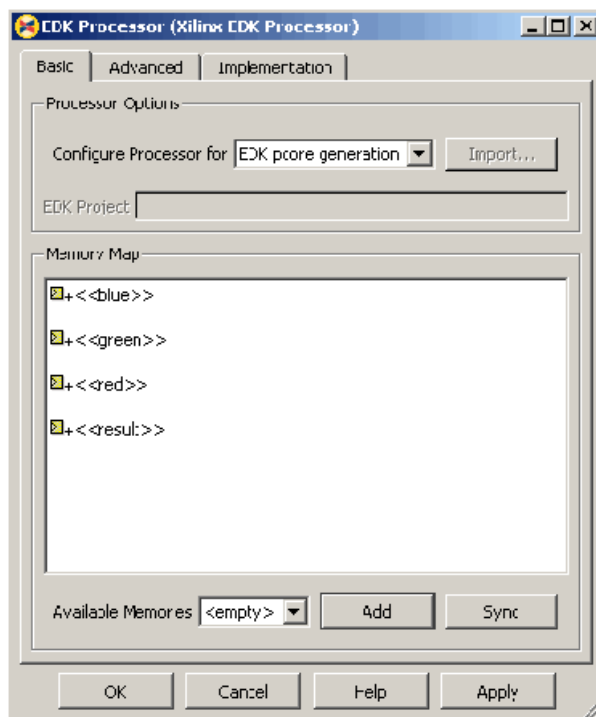 EDK Processor (Xilinx EDK Processor)
Basic Advanced Implementation
Processor Options
Configure Processor for EDK pcore generation Import...
EDK Project
Memory Map
+<<blue>>
+<<green>>
+<<red>>
+<<result>>
Available Memories <empty> Add Sync
OK Cancel Help Apply